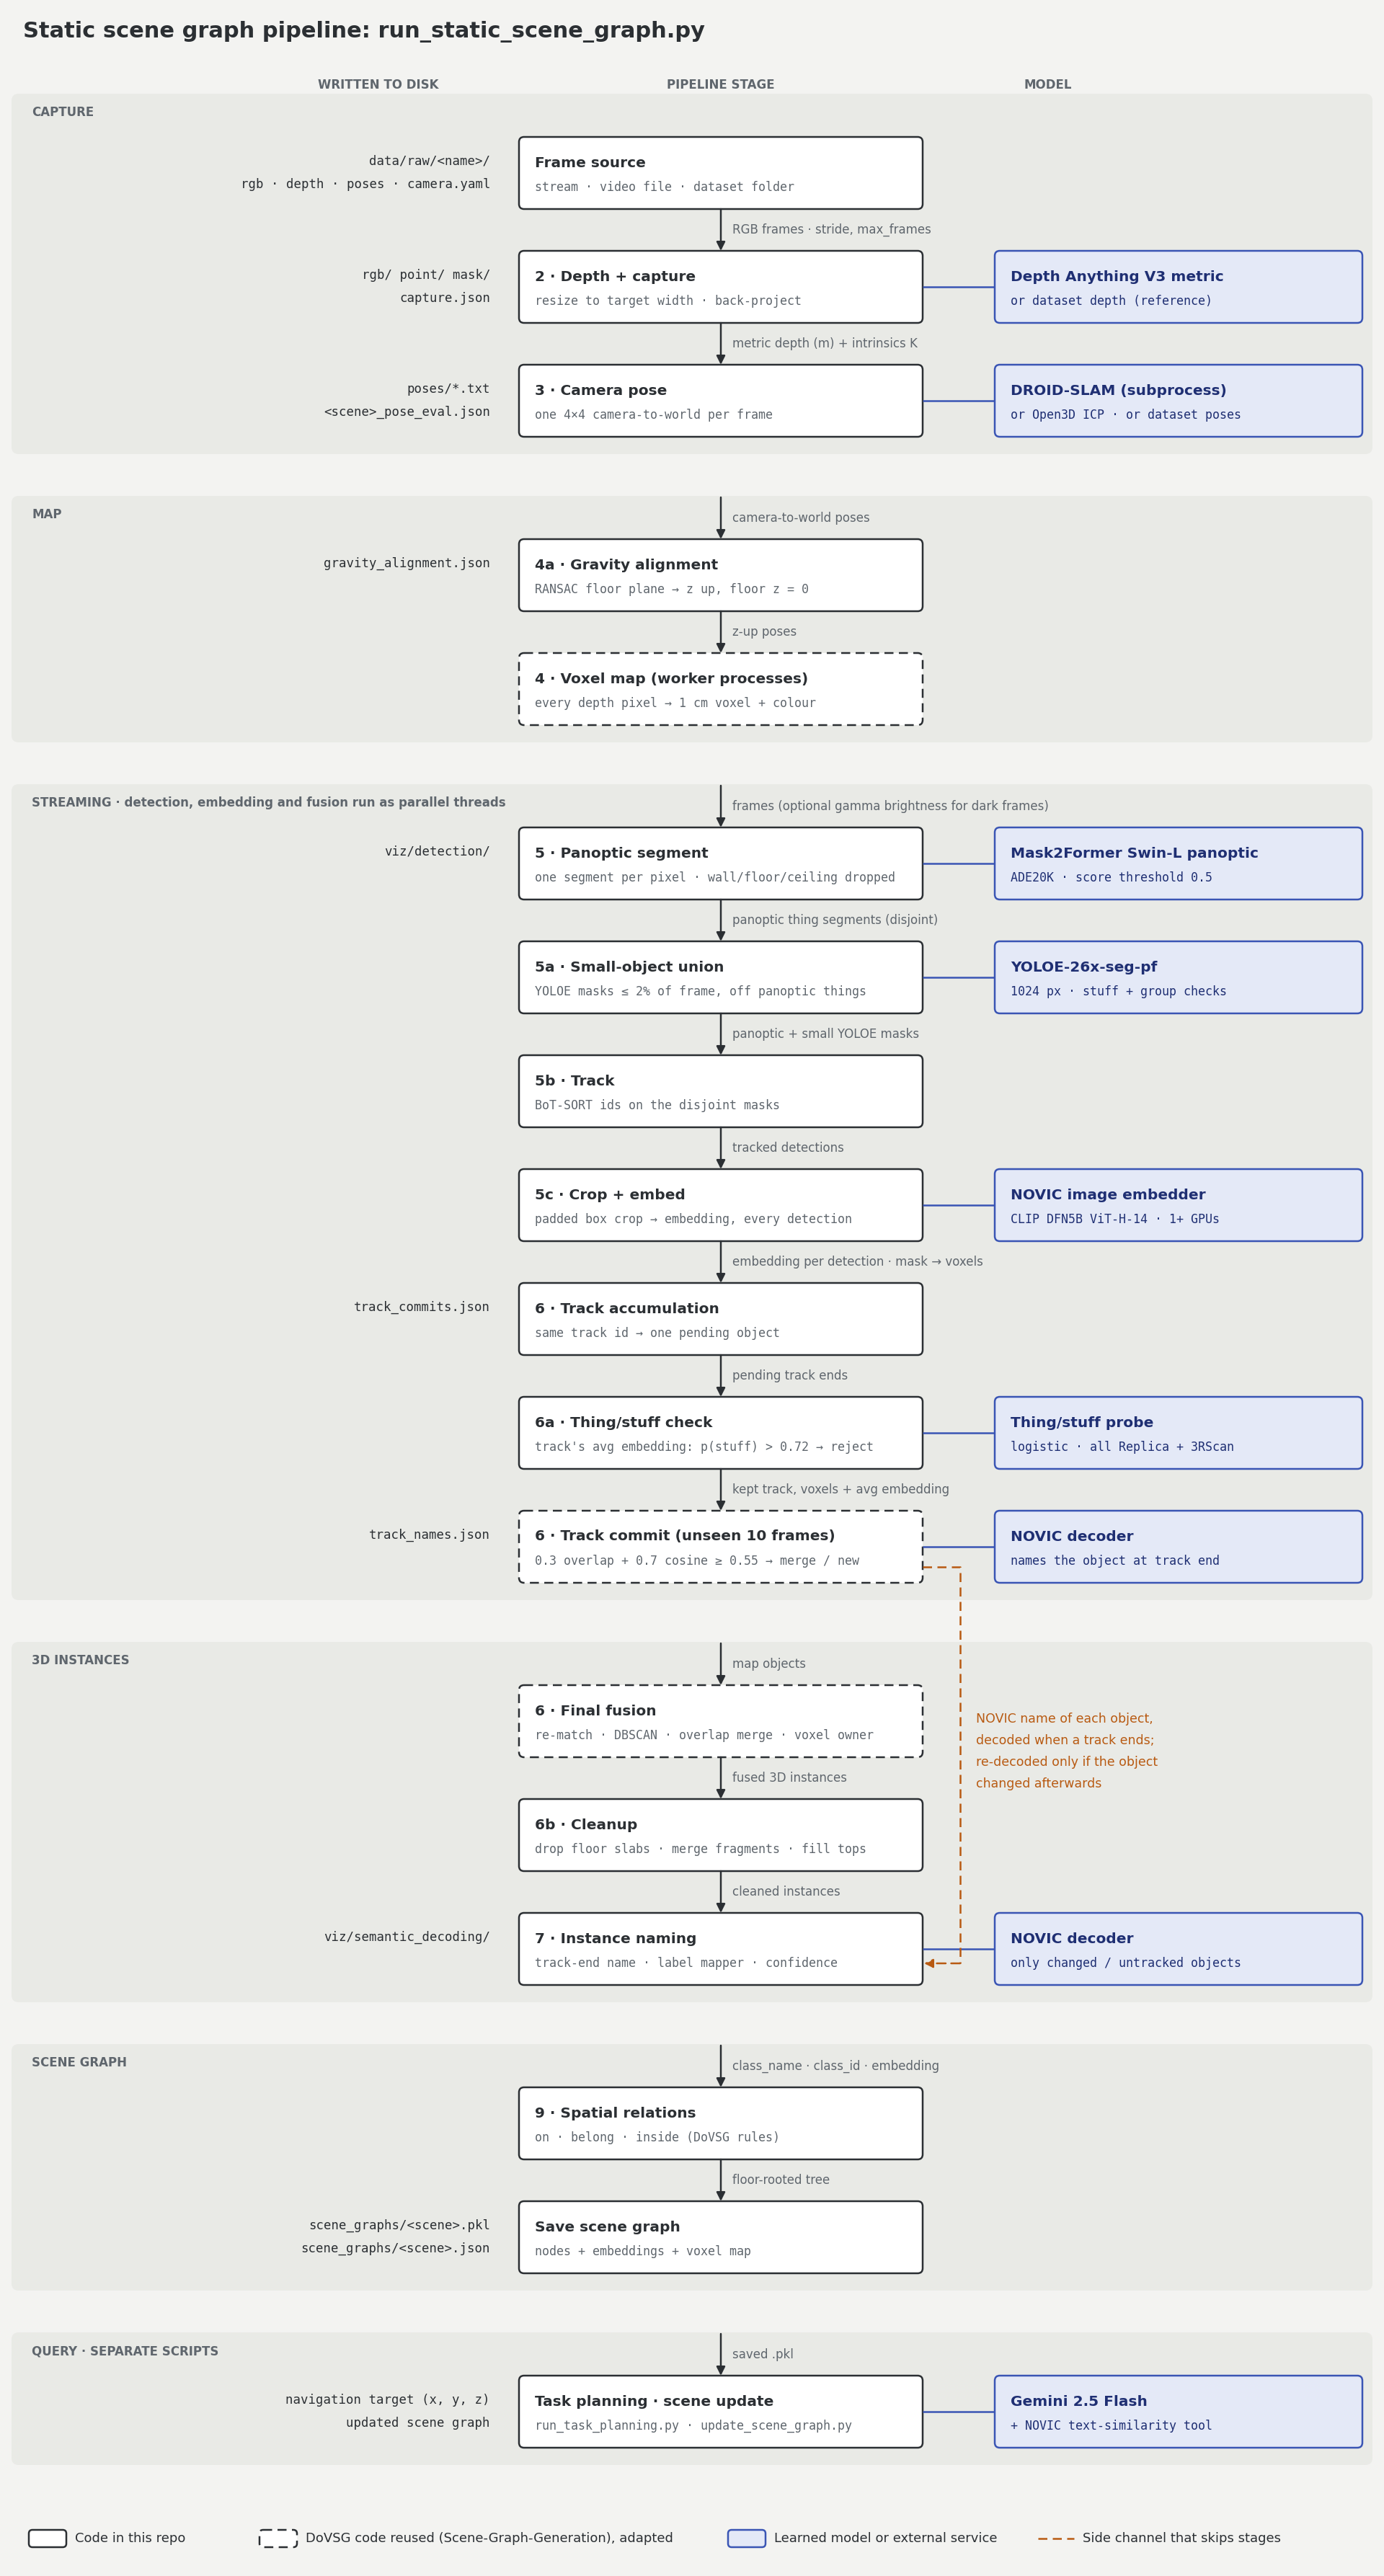 Static scene graph pipeline: run_static_scene_graph.py
WRITTEN TO DISK
PIPELINE STAGE
MODEL
CAPTURE
data/raw/<name>/
rgb · depth · poses · camera.yaml
Frame source
stream · video file · dataset folder
RGB frames · stride, max_frames
rgb/ point/ mask/
capture.json
2 · Depth + capture
resize to target width · back-project
Depth Anything V3 metric
or dataset depth (reference)
metric depth (m) + intrinsics K
poses/*.txt
<scene>_pose_eval.json
3 · Camera pose
one 4×4 camera-to-world per frame
DROID-SLAM (subprocess)
or Open3D ICP · or dataset poses
MAP
camera-to-world poses
gravity_alignment.json
4a · Gravity alignment
RANSAC floor plane → z up, floor z = 0
z-up poses
4 · Voxel map (worker processes)
every depth pixel → 1 cm voxel + colour
STREAMING · detection, embedding and fusion run as parallel threads
frames (optional gamma brightness for dark frames)
viz/detection/
5 · Panoptic segment
one segment per pixel · wall/floor/ceiling dropped
Mask2Former Swin-L panoptic
ADE20K · score threshold 0.5
panoptic thing segments (disjoint)
5a · Small-object union
YOLOE masks ≤ 2% of frame, off panoptic things
YOLOE-26x-seg-pf
1024 px · stuff + group checks
panoptic + small YOLOE masks
5b · Track
BoT-SORT ids on the disjoint masks
tracked detections
5c · Crop + embed
padded box crop → embedding, every detection
NOVIC image embedder
CLIP DFN5B ViT-H-14 · 1+ GPUs
embedding per detection · mask → voxels
track_commits.json
6 · Track accumulation
same track id → one pending object
pending track ends
6a · Thing/stuff check
track's avg embedding: p(stuff) > 0.72 → reject
Thing/stuff probe
logistic · all Replica + 3RScan
kept track, voxels + avg embedding
track_names.json
6 · Track commit (unseen 10 frames)
0.3 overlap + 0.7 cosine ≥ 0.55 → merge / new
NOVIC decoder
names the object at track end
3D INSTANCES
map objects
6 · Final fusion
re-match · DBSCAN · overlap merge · voxel owner
NOVIC name of each object,
decoded when a track ends;
re-decoded only if the object
changed afterwards
fused 3D instances
6b · Cleanup
drop floor slabs · merge fragments · fill tops
cleaned instances
viz/semantic_decoding/
7 · Instance naming
track-end name · label mapper · confidence
NOVIC decoder
only changed / untracked objects
SCENE GRAPH
class_name · class_id · embedding
9 · Spatial relations
on · belong · inside (DoVSG rules)
floor-rooted tree
scene_graphs/<scene>.pkl
scene_graphs/<scene>.json
Save scene graph
nodes + embeddings + voxel map
QUERY · SEPARATE SCRIPTS
saved .pkl
navigation target (x, y, z)
updated scene graph
Task planning · scene update
run_task_planning.py · update_scene_graph.py
Gemini 2.5 Flash
+ NOVIC text-similarity tool
Code in this repo
DoVSG code reused (Scene-Graph-Generation), adapted
Learned model or external service
Side channel that skips stages